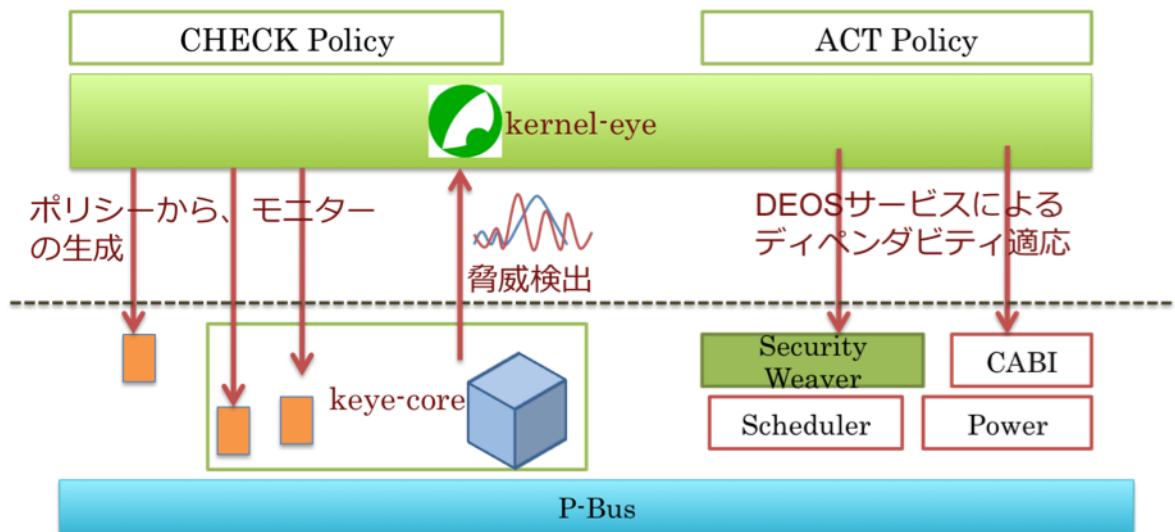 CHECK Policy
ACT Policy
kernel-eye
ポリシーから、モニター
の生成
脅威検出
DEOSサービスによる
ディペンダビティ適応
keye-core
Security
Weaver
CABI
Scheduler
Power
P-Bus